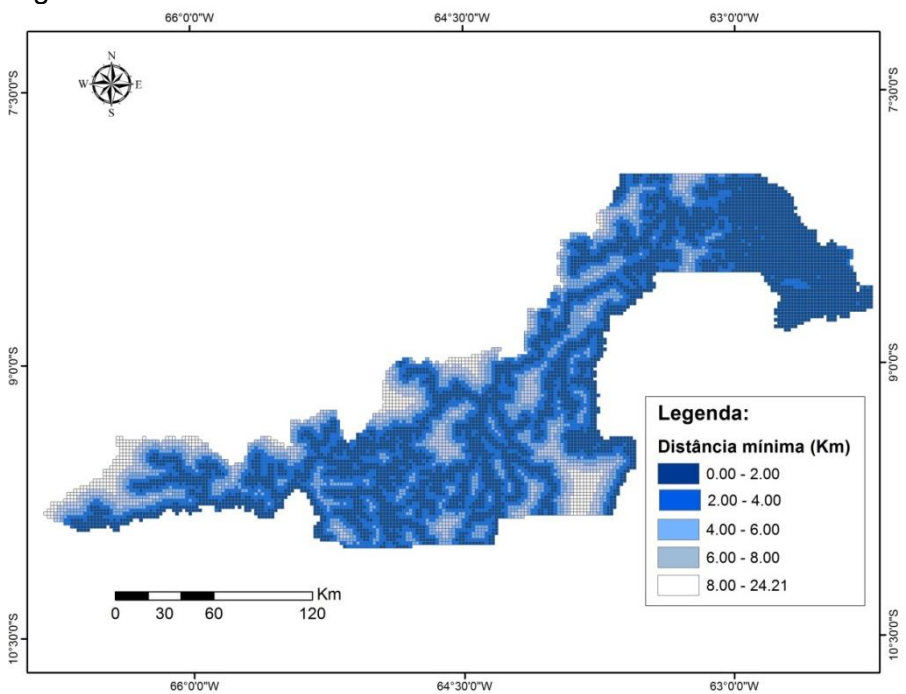 66°0'0"W 64°30'0"W 63°0'0"W
7°30'0"S 7°30'0"S
N
W E
S
9°0'0"S 9°0'0"S
Legenda:
Distância mínima (Km)
0.00 - 2.00
2.00 - 4.00
4.00 - 6.00
6.00 - 8.00
8.00 - 24.21
Km
0 30 60 120
10°30'0"S 10°30'0"S
66°0'0"W 64°30'0"W 63°0'0"W